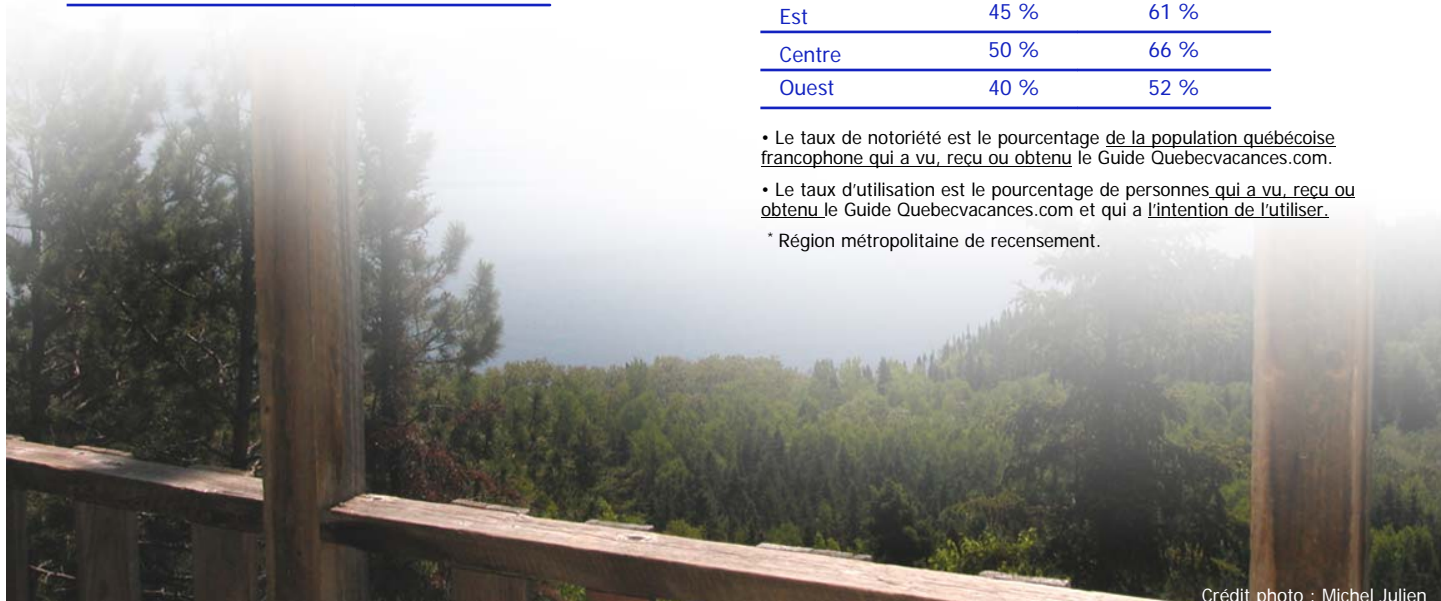 Est 45 % 61 %
Centre 50 % 66 %
Ouest 40 % 52 %
• Le taux de notoriété est le pourcentage de la population québécoise
francophone qui a vu, reçu ou obtenu le Guide Quebecvacances.com.
• Le taux d'utilisation est le pourcentage de personnes qui a vu, reçu ou
obtenu le Guide Quebecvacances.com et qui a l'intention de l'utiliser.
* Région métropolitaine de recensement.
Crédit photo : Michel Julien